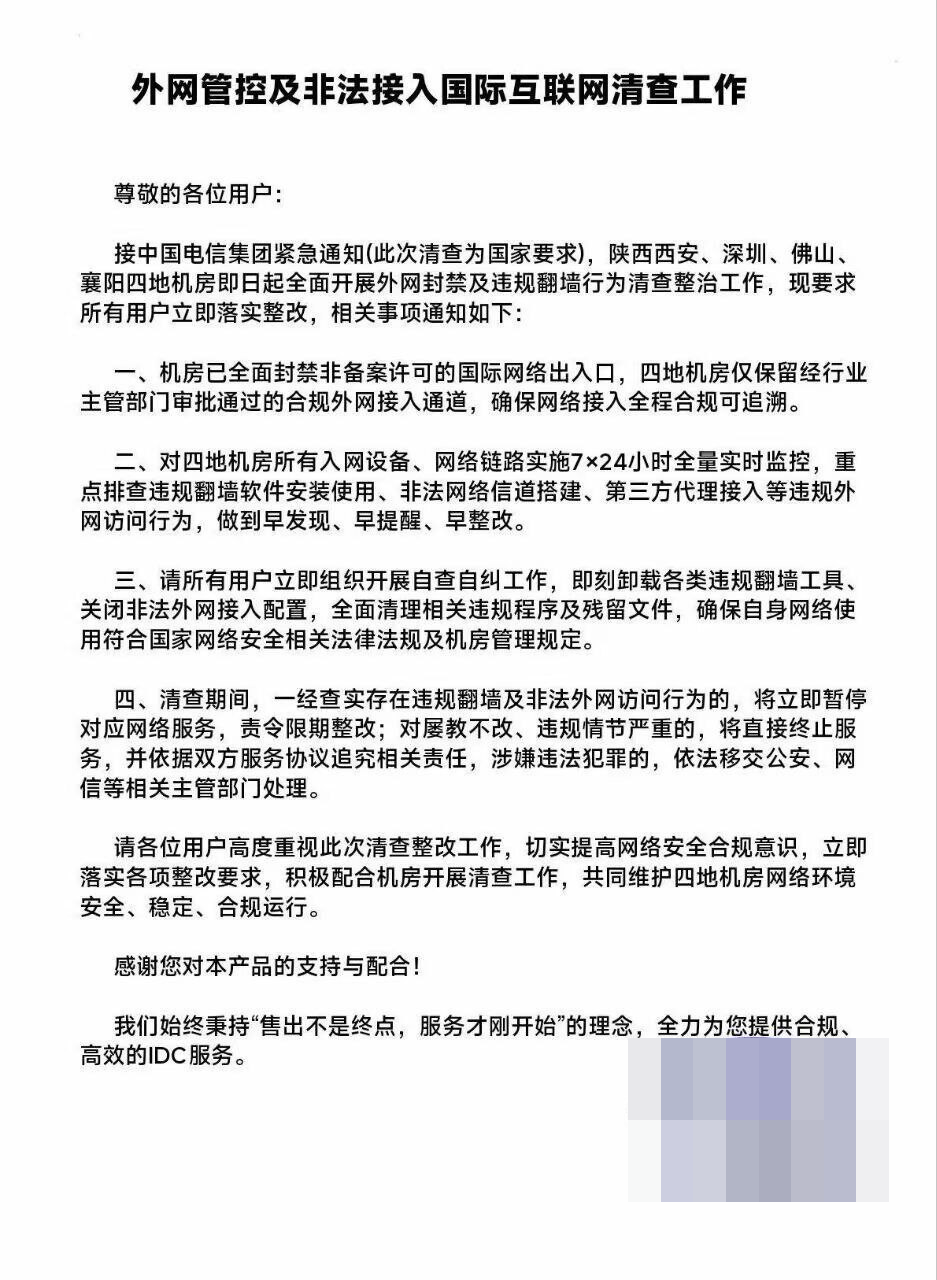 外网管控及非法接入国际互联网清查工作
尊敬的各位用户：
接中国电信集团紧急通知(此次清查为国家要求)，陕西西安、深圳、佛山、
襄阳四地机房即日起全面开展外网封禁及违规翻墙行为清查整治工作，现要求
所有用户立即落实整改，相关事项通知如下：
一、机房已全面封禁非备案许可的国际网络出入口，四地机房仅保留经行业
主管部门审批通过的合规外网接入通道，确保网络接入全程合规可追溯。
二、对四地机房所有入网设备、网络链路实施7×24小时全量实时监控，重
点排查违规翻墙软件安装使用、非法网络信道搭建、第三方代理接入等违规外
网访问行为，做到早发现、早提醒、早整改。
三、请所有用户立即组织开展自查自纠工作，即刻卸载各类违规翻墙工具、
关闭非法外网接入配置，全面清理相关违规程序及残留文件，确保自身网络使
用符合国家网络安全相关法律法规及机房管理规定。
四、清查期间，一经查实存在违规翻墙及非法外网访问行为的，将立即暂停
对应网络服务，责令限期整改；对屡教不改、违规情节严重的，将直接终止服
务，并依据双方服务协议追究相关责任，涉嫌违法犯罪的，依法移交公安、网
信等相关主管部门处理。
请各位用户高度重视此次清查整改工作，切实提高网络安全合规意识，立即
落实各项整改要求，积极配合机房开展清查工作，共同维护四地机房网络环境
安全、稳定、合规运行。
感谢您对本产品的支持与配合！
我们始终秉持“售出不是终点，服务才刚开始”的理念，全力为您提供合规、
高效的IDC服务。